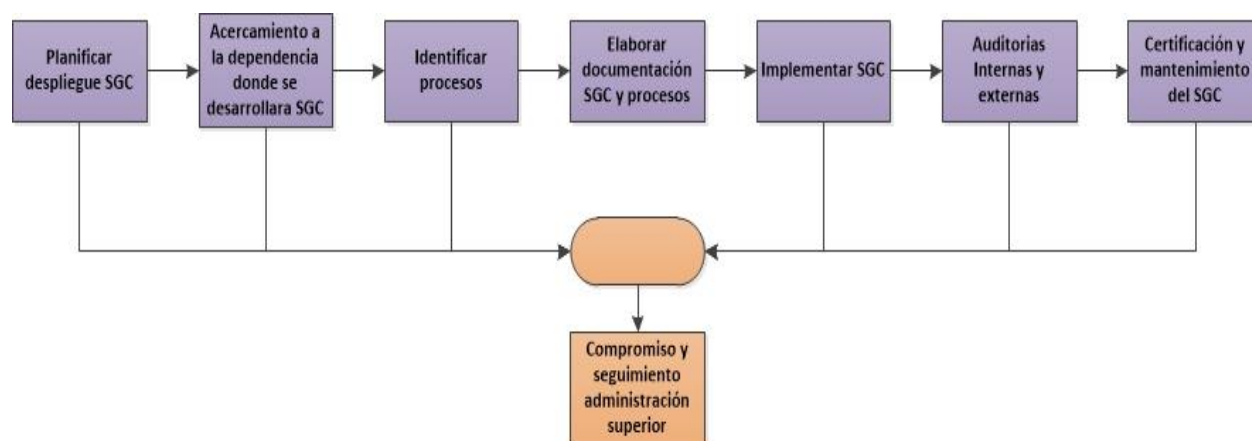 Planificar
despliegue SGC
Acercamiento a
la dependencia
donde se
desarrollara SGC
Identificar
procesos
Elaborar
documentación
SGC y procesos
Implementar SGC
Auditorias
Internas y
externas
Certificación y
mantenimiento
del SGC
Compromiso y
seguimiento
administración
superior